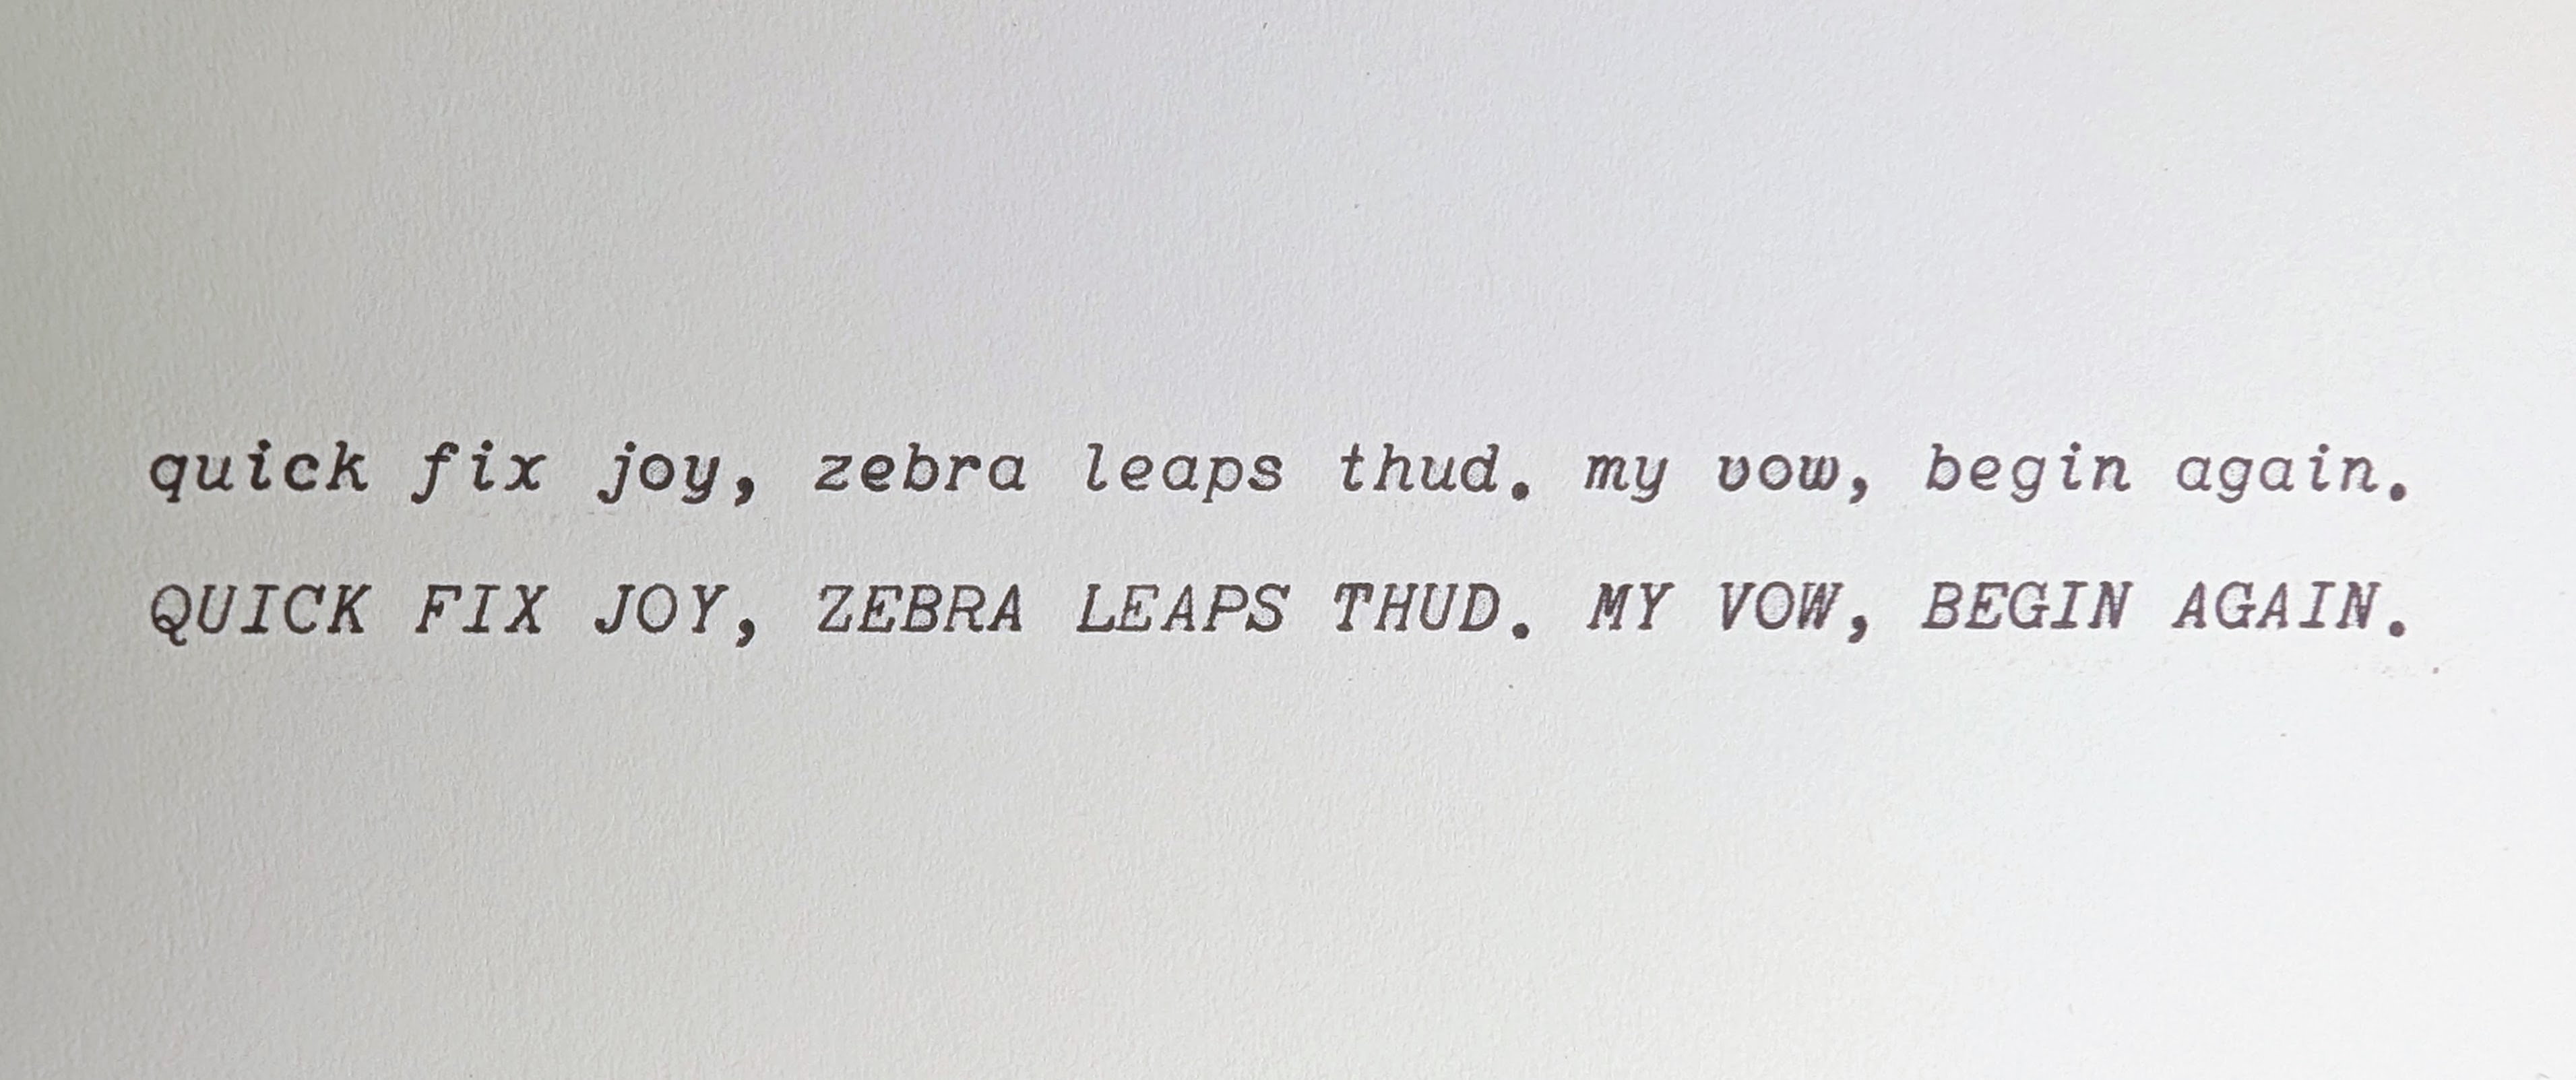 quick fix joy, zebra leaps thud. my vow, begin again.
QUICK FIX JOY, ZEBRA LEAPS THUD. MY VOW, BEGIN AGAIN.